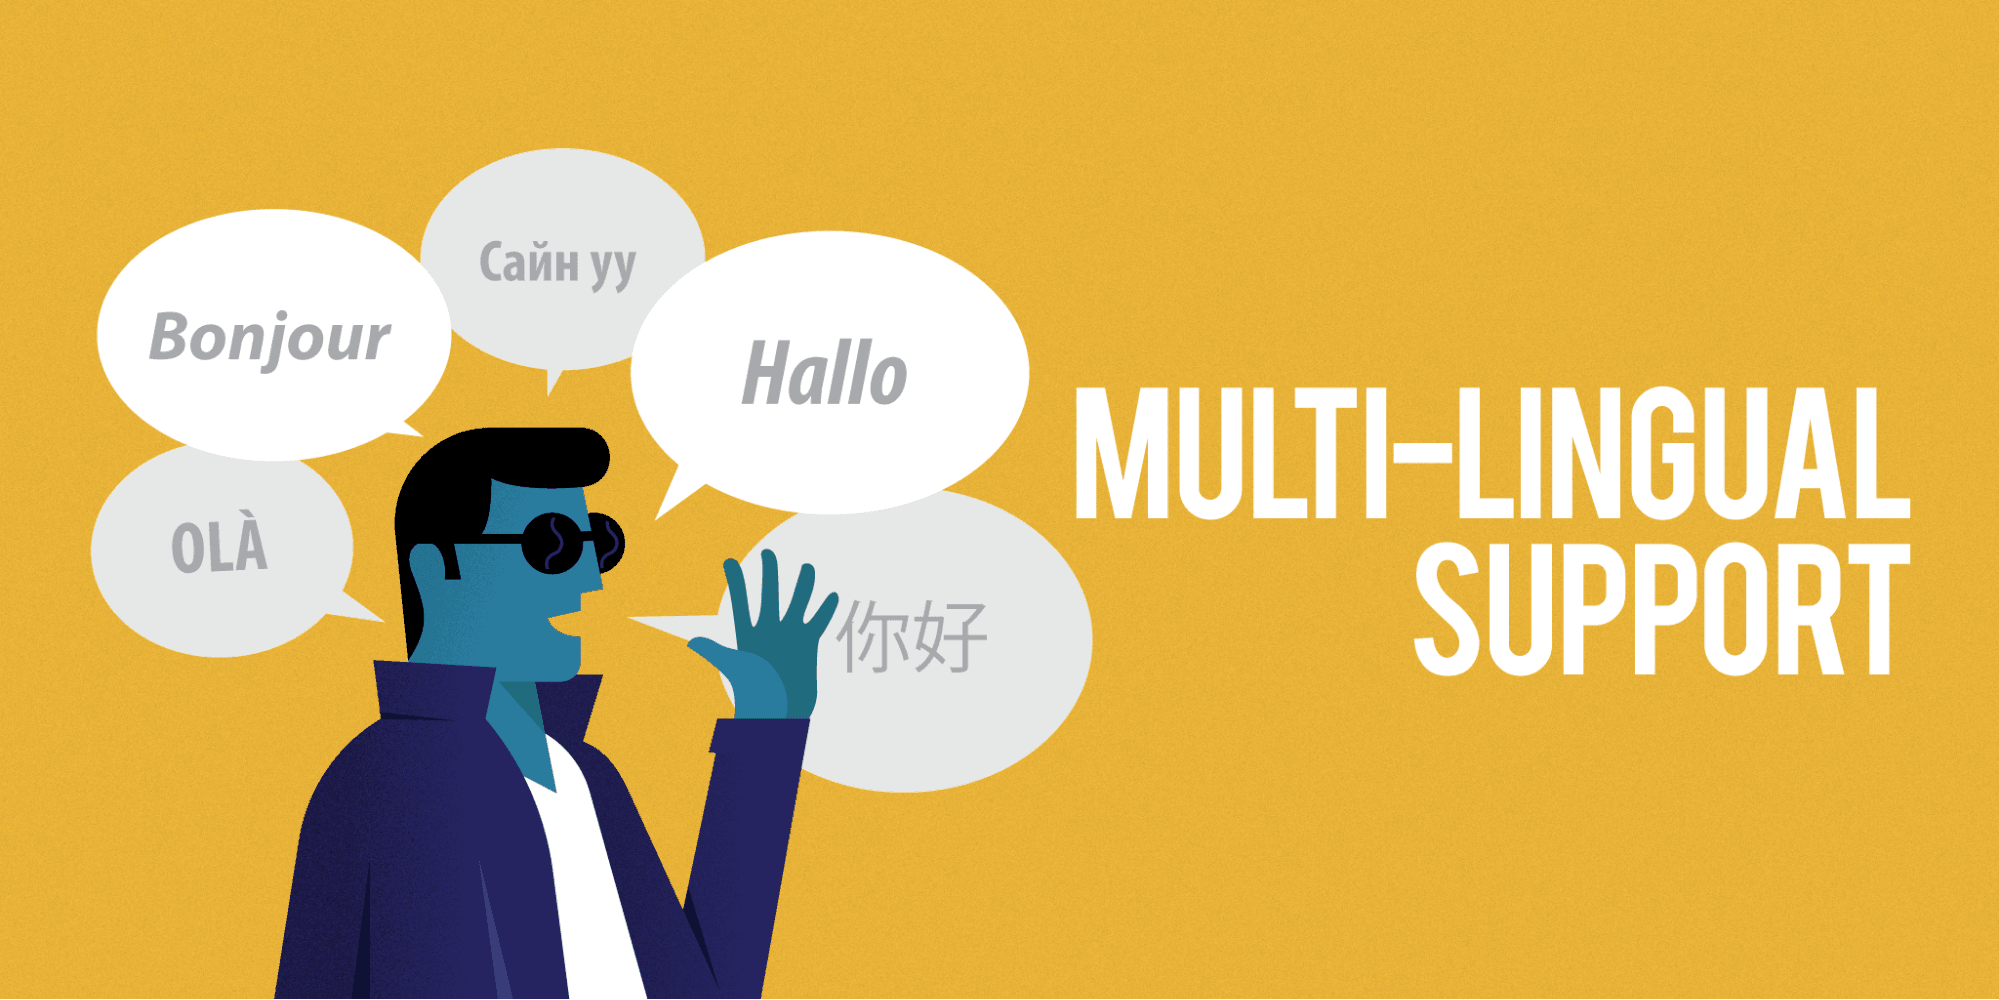 Сайн уу
Bonjour
Hallo
OLÀ
你好
MULTI-LINGUAL
SUPPORT